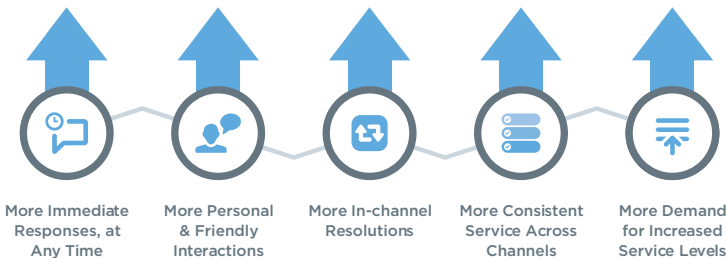 More Immediate
Responses, at
Any Time
More Personal
& Friendly
Interactions
More In-channel
Resolutions
More Consistent
Service Across
Channels
More Demand
for Increased
Service Levels